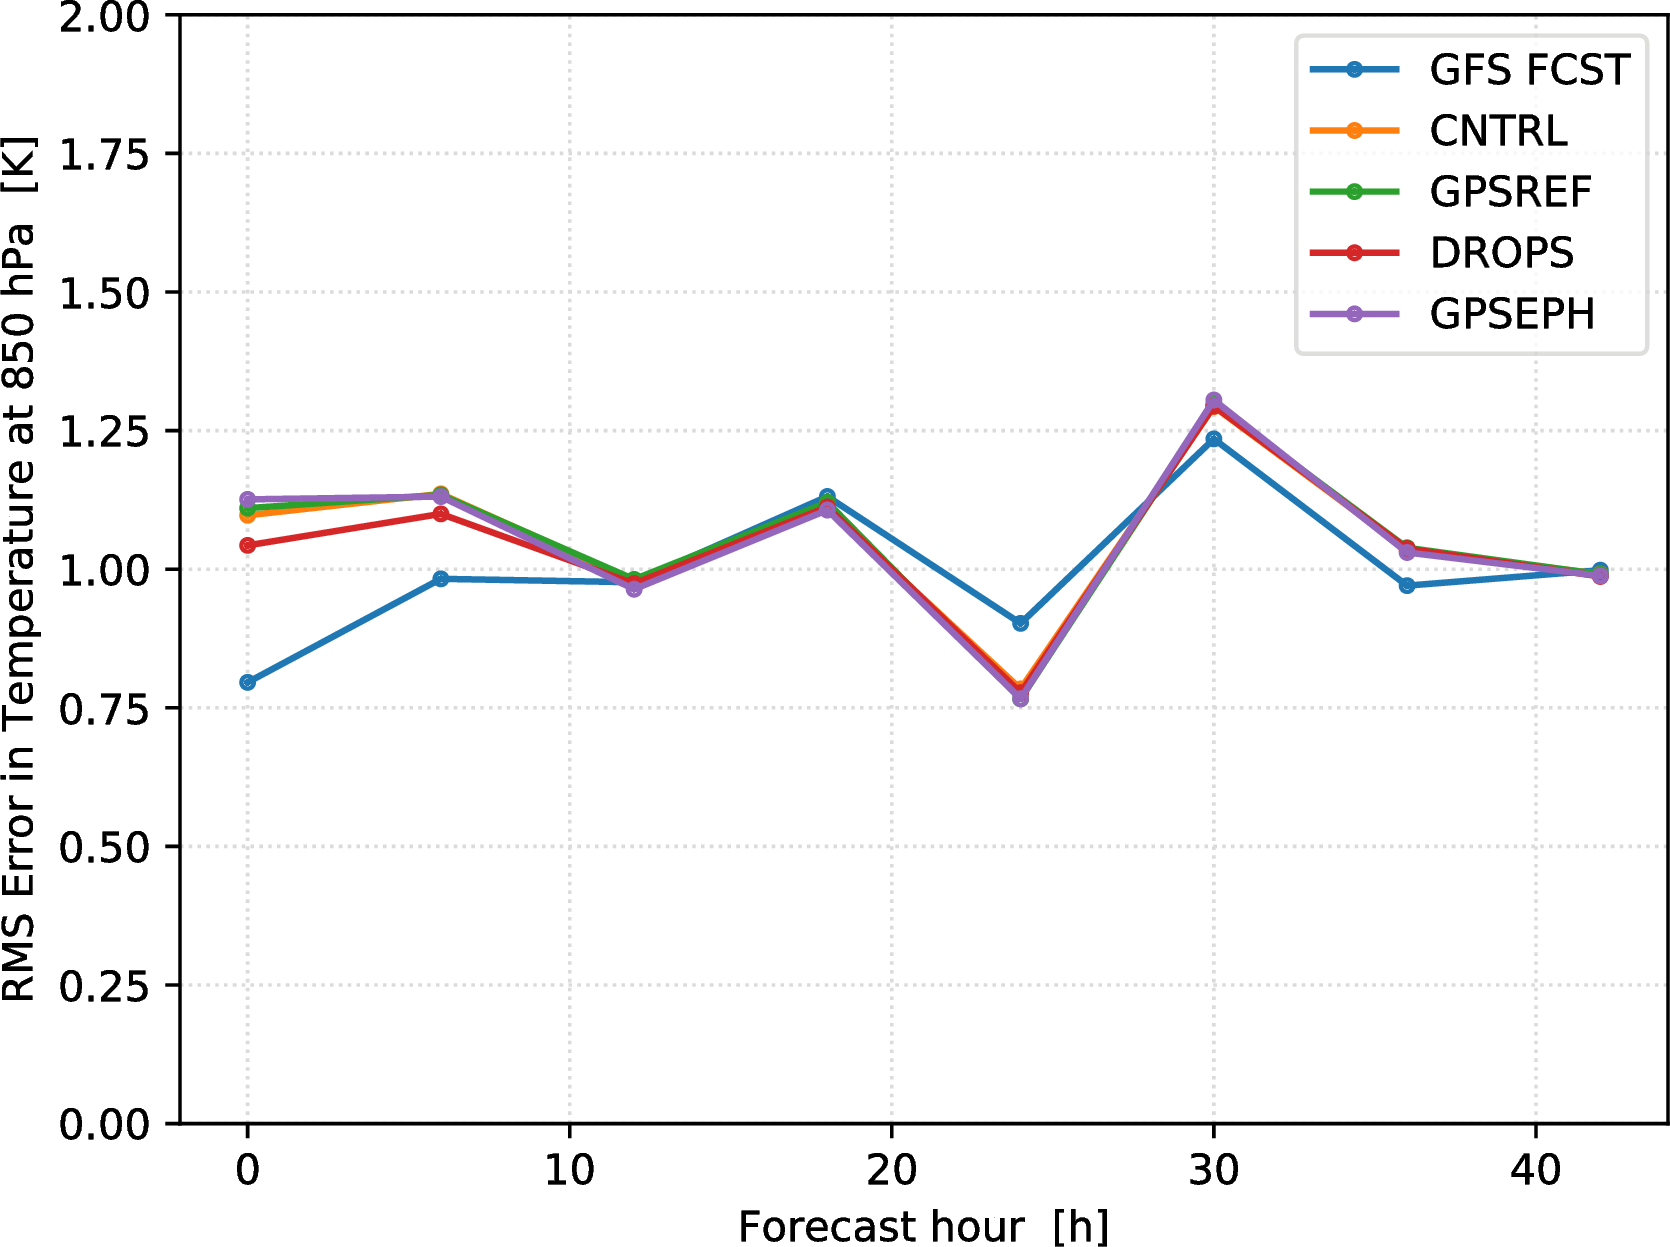 2.00
1.75
1.50
1.25
1.00
0.75
0.50
0.25
0.00
RMS Error in Temperature at 850 hPa [K]
GFS FCST
CNTRL
GPSREF
DROPS
GPSEPH
0 10 20 30 40
Forecast hour [h]